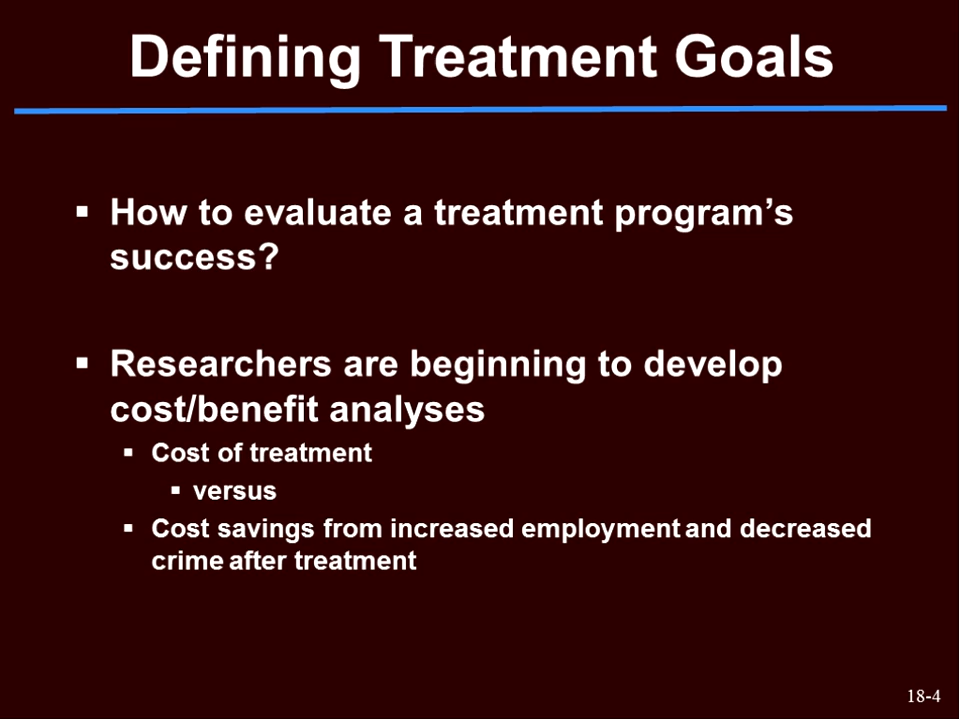 Defining Treatment Goals
▪ How to evaluate a treatment program’s
success?
▪ Researchers are beginning to develop
cost/benefit analyses
▪ Cost of treatment
▪ versus
▪ Cost savings from increased employment and decreased
crime after treatment
18-4